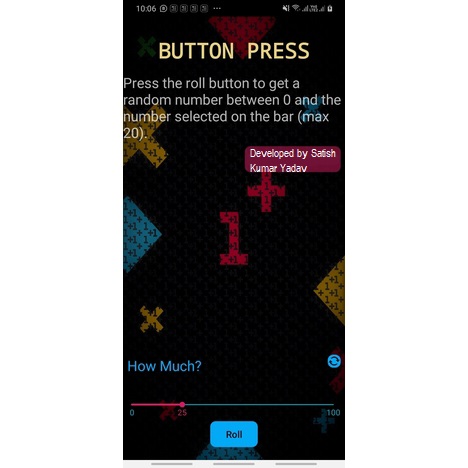 10:06
BUTTON PRESS
Press the roll button to get a
random number between 0 and the
number selected on the bar (max
20).
Developed by Satish
Kumar Yadav
1
How Much?
0 25 100
Roll